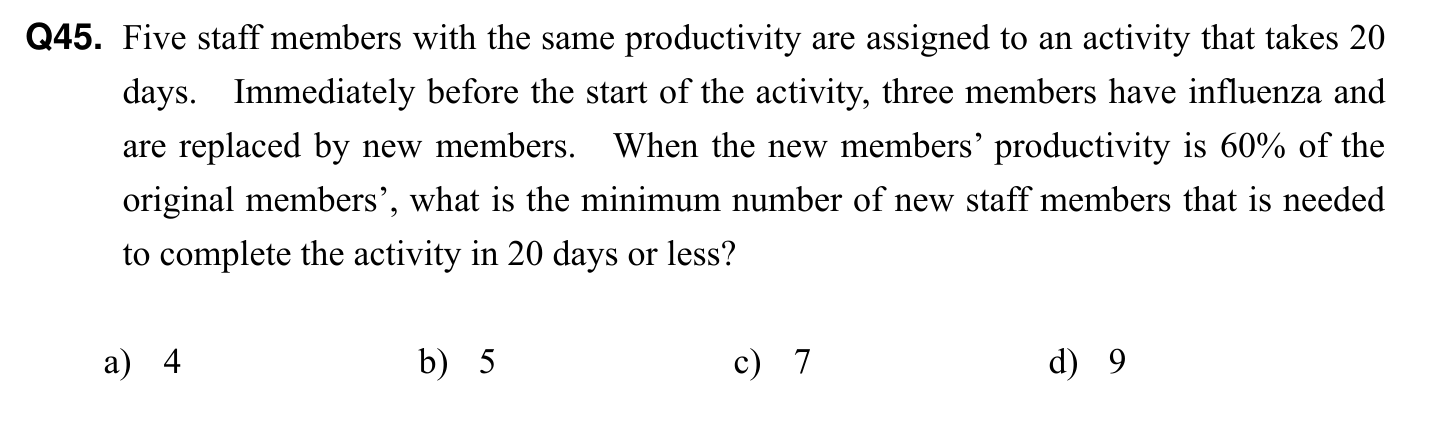 Q45. Five staff members with the same productivity are assigned to an activity that takes 20
days. Immediately before the start of the activity, three members have influenza and
are replaced by new members. When the new members’ productivity is 60% of the
original members’, what is the minimum number of new staff members that is needed
to complete the activity in 20 days or less?
a) 4 b) 5 c) 7 d) 9